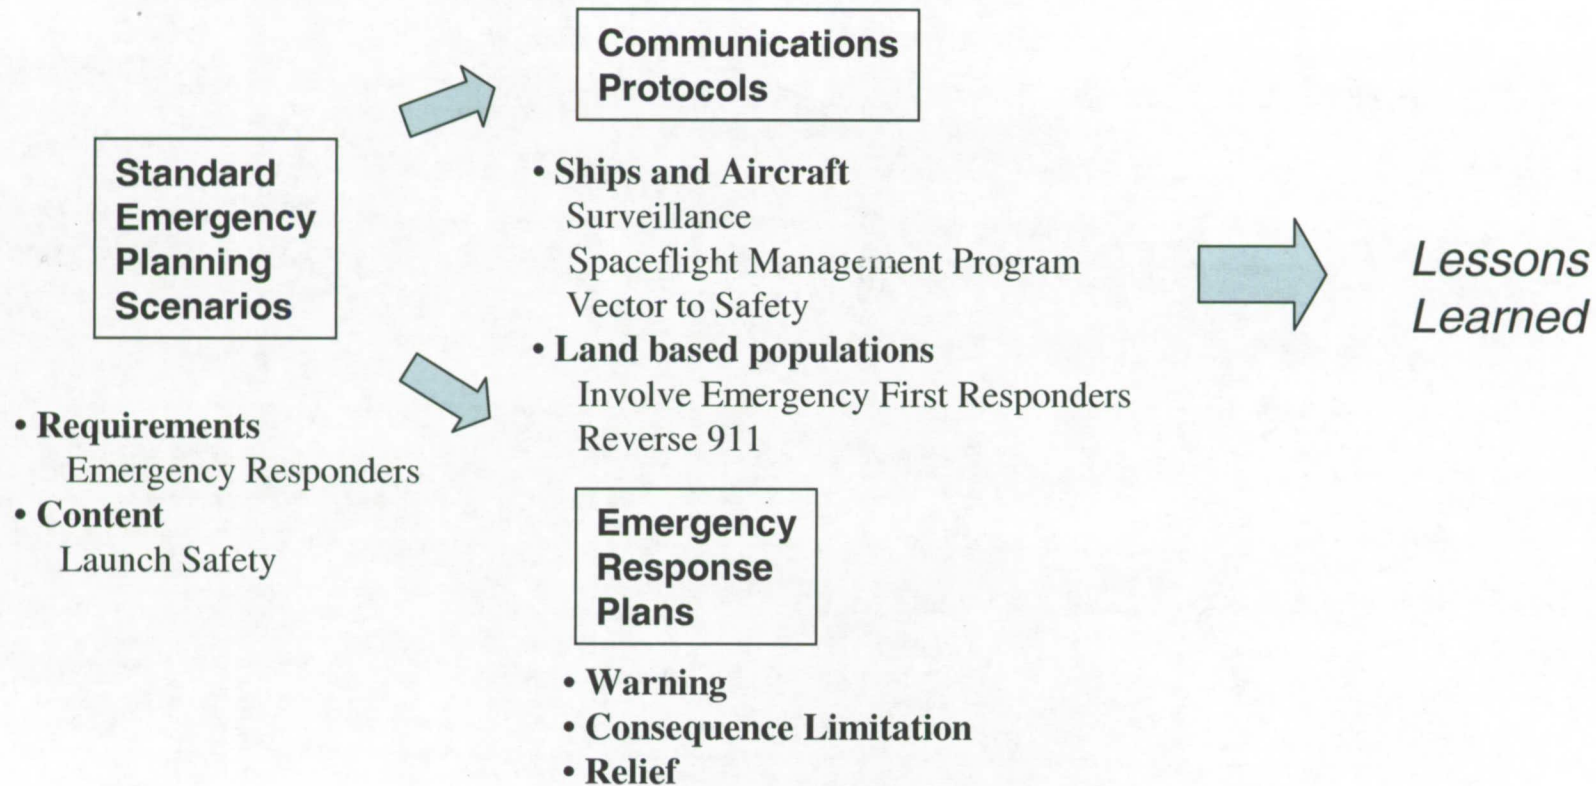 Standard
Emergency
Planning
Scenarios
• Requirements
Emergency Responders
• Content
Launch Safety
Communications
Protocols
• Ships and Aircraft
Surveillance
Spaceflight Management Program
Vector to Safety
• Land based populations
Involve Emergency First Responders
Reverse 911
Emergency
Response
Plans
• Warning
• Consequence Limitation
• Relief
Lessons
Learned